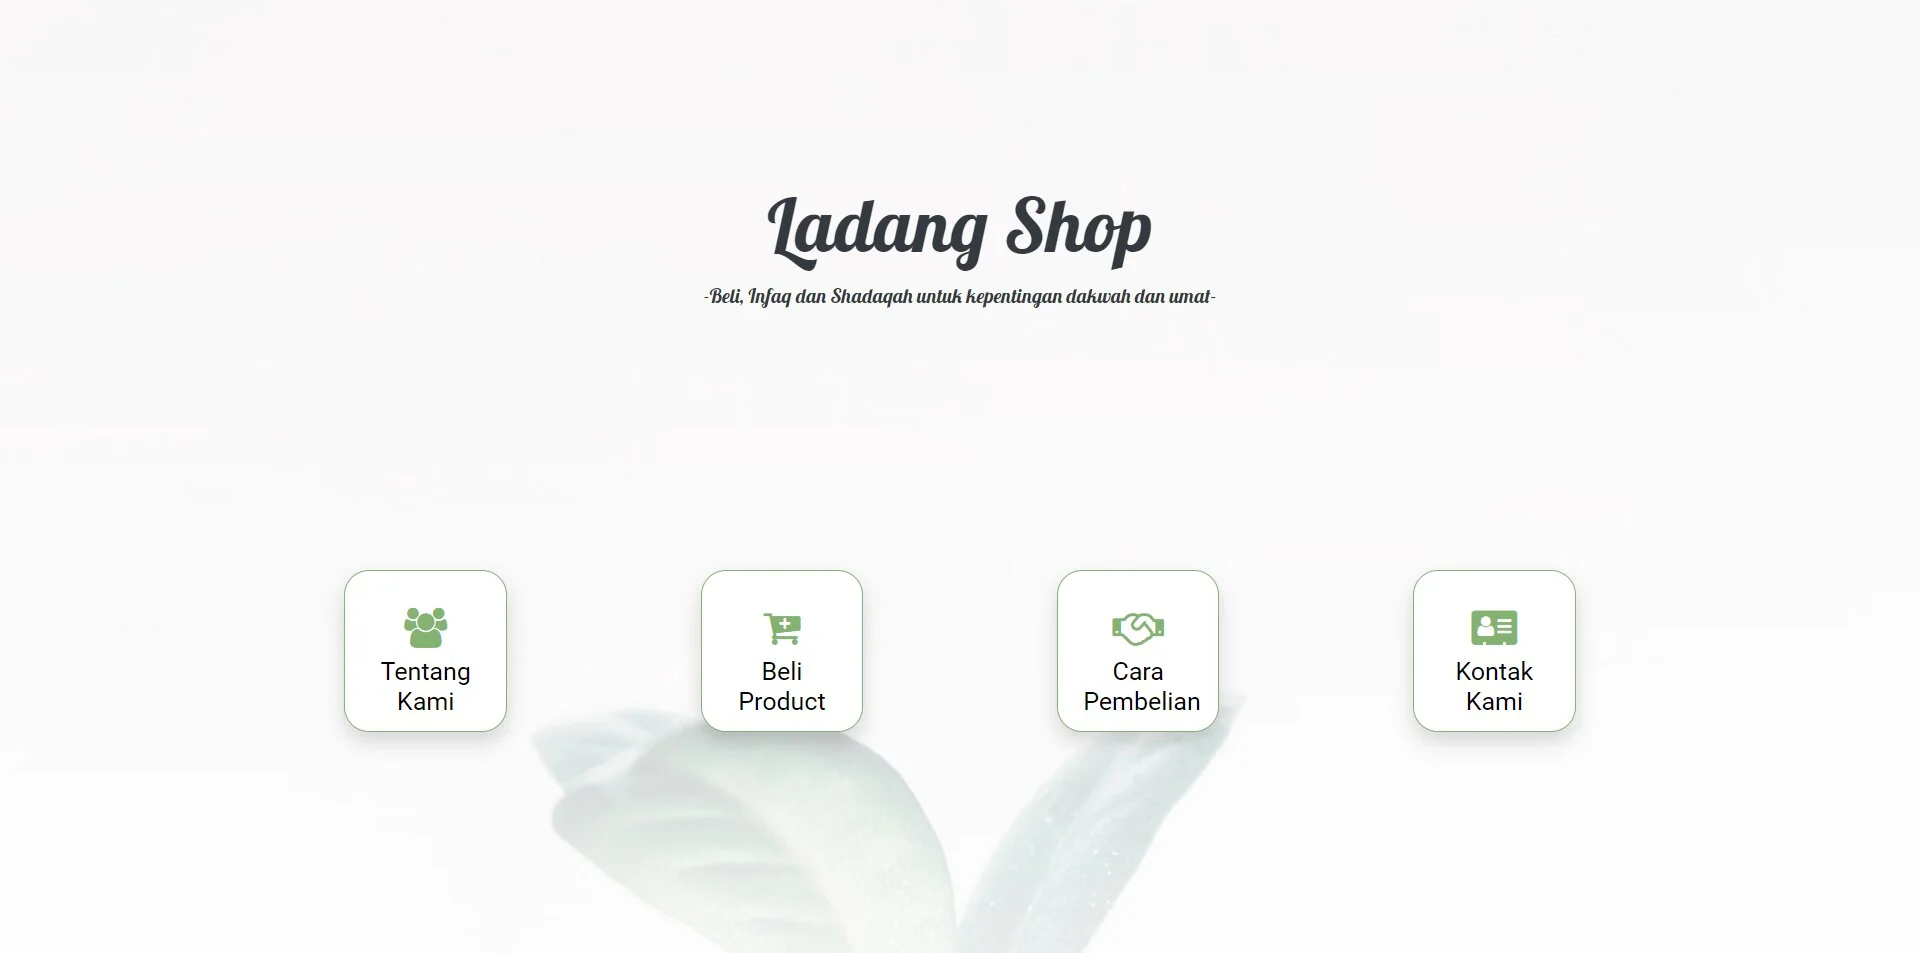 Ladang Shop
-Beli, Infaq dan Shadaqah untuk kepentingan dakwah dan umat-
Tentang
Kami
Beli
Product
Cara
Pembelian
Kontak
Kami